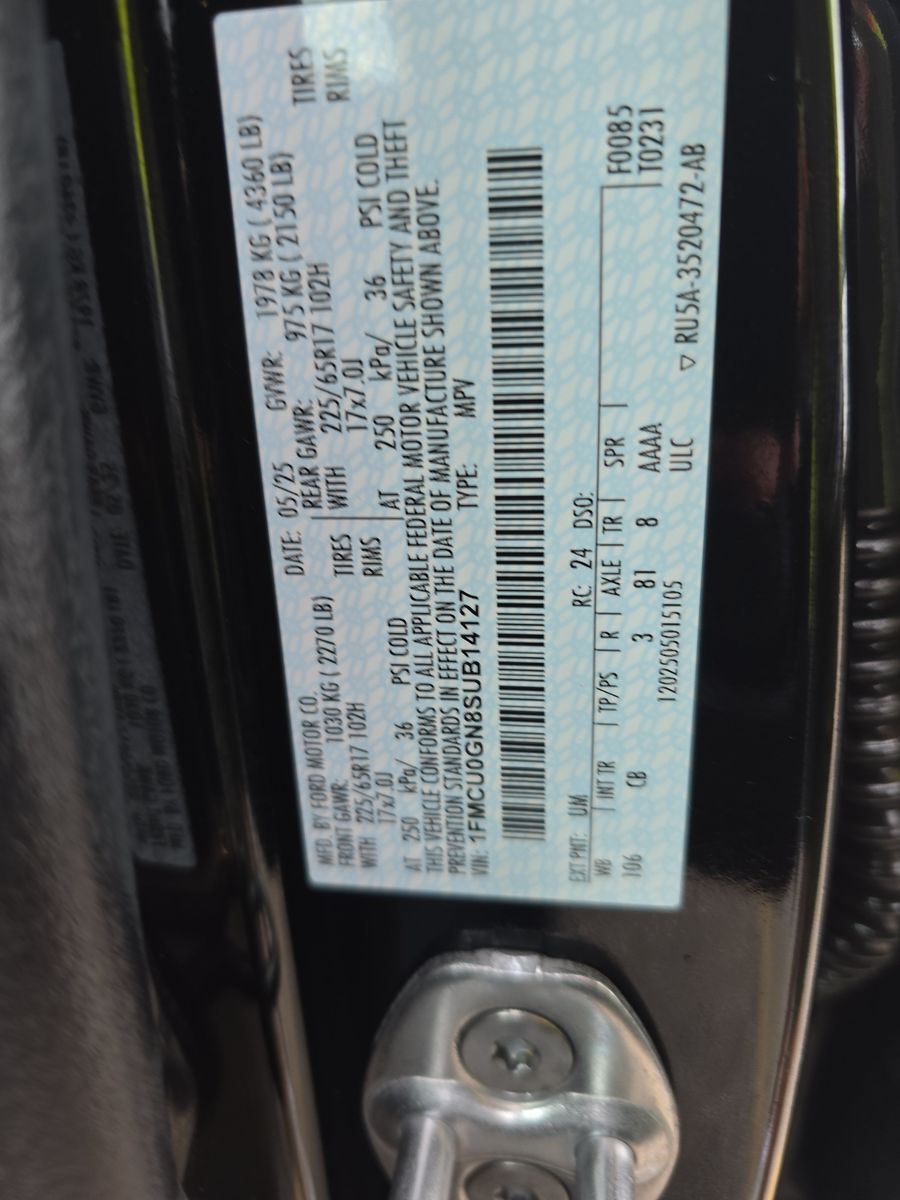 MFD. BY FORD MOTOR CO. DATE: 05/25 GVWR: 1978 KG ( 4360 LB)
FRONT GAWR: 1030 KG ( 2270 LB) REAR GAWR: 975 KG ( 2150 LB)
WITH 225/65R17 102H TIRES WITH 225/65R17 102H TIRES
17x7.0J RIMS 17x7.0J RIMS
AT 250 kPa/ 36 PSI COLD AT 250 kPa/ 36 PSI COLD
THIS VEHICLE CONFORMS TO ALL APPLICABLE FEDERAL MOTOR VEHICLE SAFETY AND THEFT
PREVENTION STANDARDS IN EFFECT ON THE DATE OF MANUFACTURE SHOWN ABOVE.
VIN: 1FMCU0GN8SUB14127 TYPE: MPV
EXT PNT: UM RC: 24 DSO: F0085
WB INT TR TP/PS R AXLE TR SPR T0231
106 CB 3 81 8 AAAA
120250501510​5 ULC ▽ RU5A-3520472-AB